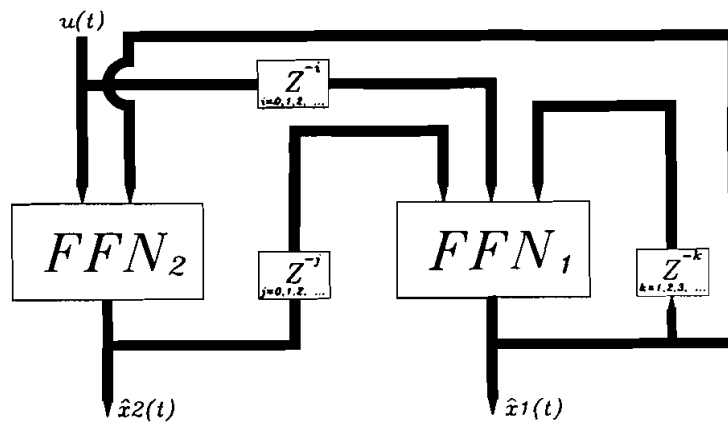 u(t)
Z^{-i}
i=0,1,2, ...
FFN_2
FFN_1
Z^{-j}
j=0,1,2, ...
Z^{-k}
k=1,2,3, ...
x̂2(t)
x̂1(t)